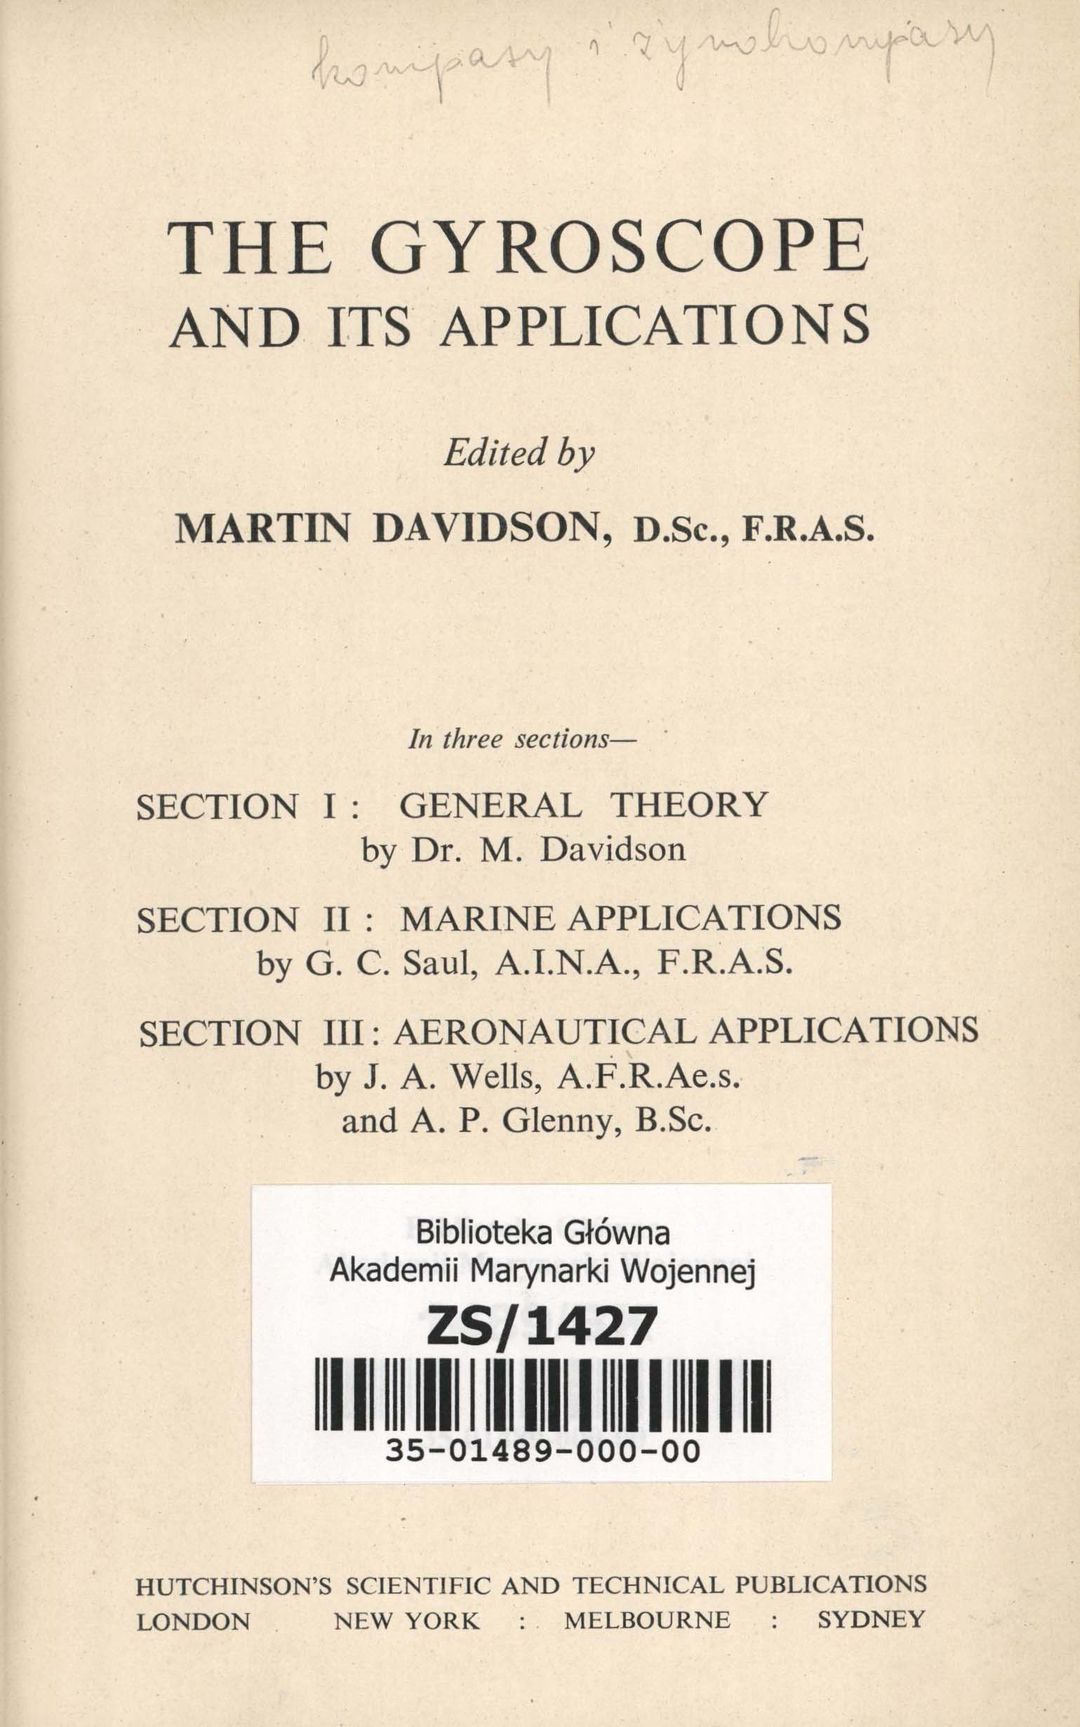 kompasy i żyrokompasy
THE GYROSCOPE
AND ITS APPLICATIONS
Edited by
MARTIN DAVIDSON, D.Sc., F.R.A.S.
In three sections—
SECTION I : GENERAL THEORY
by Dr. M. Davidson
SECTION II : MARINE APPLICATIONS
by G. C. Saul, A.I.N.A., F.R.A.S.
SECTION III : AERONAUTICAL APPLICATIONS
by J. A. Wells, A.F.R.Ae.s.
and A. P. Glenny, B.Sc.
Biblioteka Główna
Akademii Marynarki Wojennej
ZS/1427
35-01489-000-00
HUTCHINSON'S SCIENTIFIC AND TECHNICAL PUBLICATIONS
LONDON NEW YORK : MELBOURNE : SYDNEY